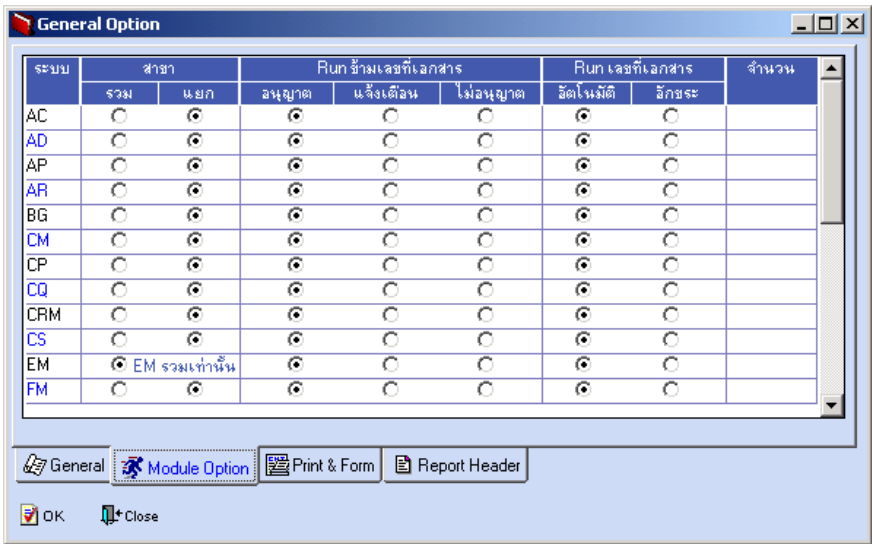 General Option
ระบบ สาขา Run ข้ามเลขที่เอกสาร Run เลขที่เอกสาร จำนวน
รวม แยก อนุญาต แจ้งเตือน ไม่อนุญาต อัตโนมัติ อักขระ
AC
AD
AP
AR
BG
CM
CP
CQ
CRM
CS
EM EM รวมเท่านั้น
FM
General Module Option Print & Form Report Header
OK Close